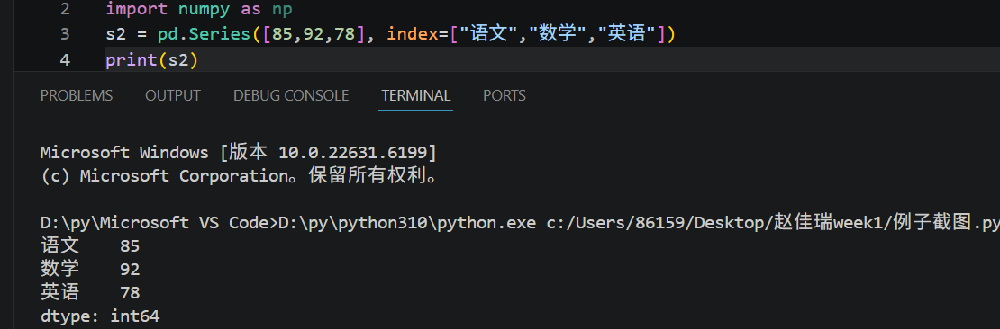 2 import numpy as np
3 s2 = pd.Series([85,92,78], index=["语文","数学","英语"])
4 print(s2)
PROBLEMS OUTPUT DEBUG CONSOLE TERMINAL PORTS
Microsoft Windows [版本 10.0.22631.6199]
(c) Microsoft Corporation。保留所有权利。
D:\py\Microsoft VS Code>D:\py\python310\python.exe c:/Users/86159/Desktop/赵佳瑞week1/例子截图.py
语文 85
数学 92
英语 78
dtype: int64